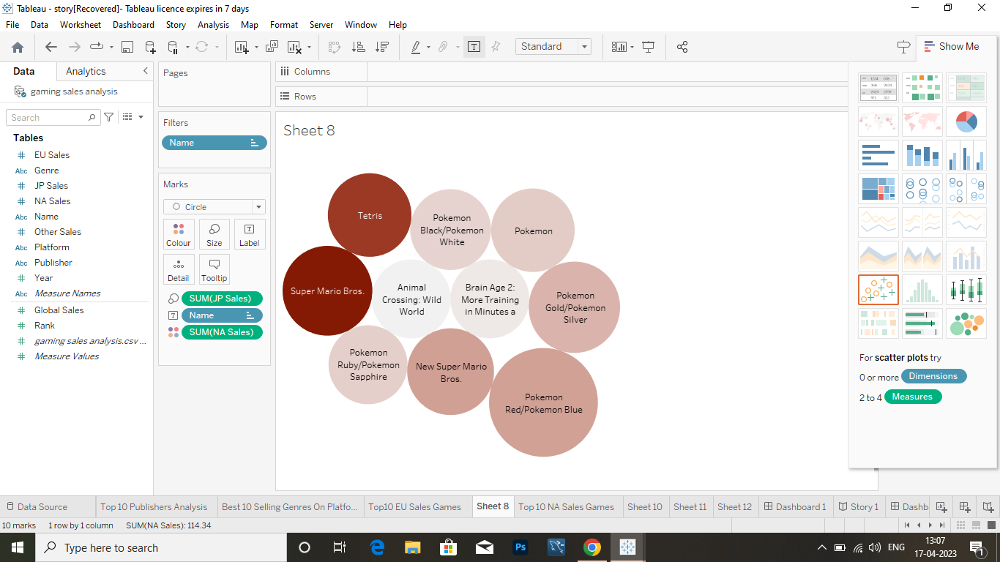 Tableau - story[Recovered]- Tableau licence expires in 7 days
File Data Worksheet Dashboard Story Analysis Map Format Server Window Help
Standard
Show Me
Data Analytics
gaming sales analysis
Search
Tables
# EU Sales
Abc Genre
# JP Sales
# NA Sales
Abc Name
# Other Sales
Abc Platform
Abc Publisher
# Year
Abc Measure Names
# Global Sales
# Rank
# gaming sales analysis.csv ...
# Measure Values
Pages
Filters
Name
Marks
Circle
Colour Size Label
Detail Tooltip
SUM(JP Sales)
Name
SUM(NA Sales)
Columns
Rows
Sheet 8
Tetris
Pokemon
Black/Pokemon
White
Pokemon
Super Mario Bros.
Animal
Crossing: Wild
World
Brain Age 2:
More Training
in Minutes a
Pokemon
Gold/Pokemon
Silver
Pokemon
Ruby/Pokemon
Sapphire
New Super Mario
Bros.
Pokemon
Red/Pokemon Blue
For scatter plots try
0 or more Dimensions
2 to 4 Measures
Data Source Top 10 Publishers Analysis Best 10 Selling Genres On Platfo... Top10 EU Sales Games Sheet 8 Top 10 NA Sales Games Sheet 10 Sheet 11 Sheet 12 Dashboard 1 Story 1 Dashb
10 marks 1 row by 1 column SUM(NA Sales): 114.34
Type here to search
Ps
ENG
13:07
17-04-2023
1